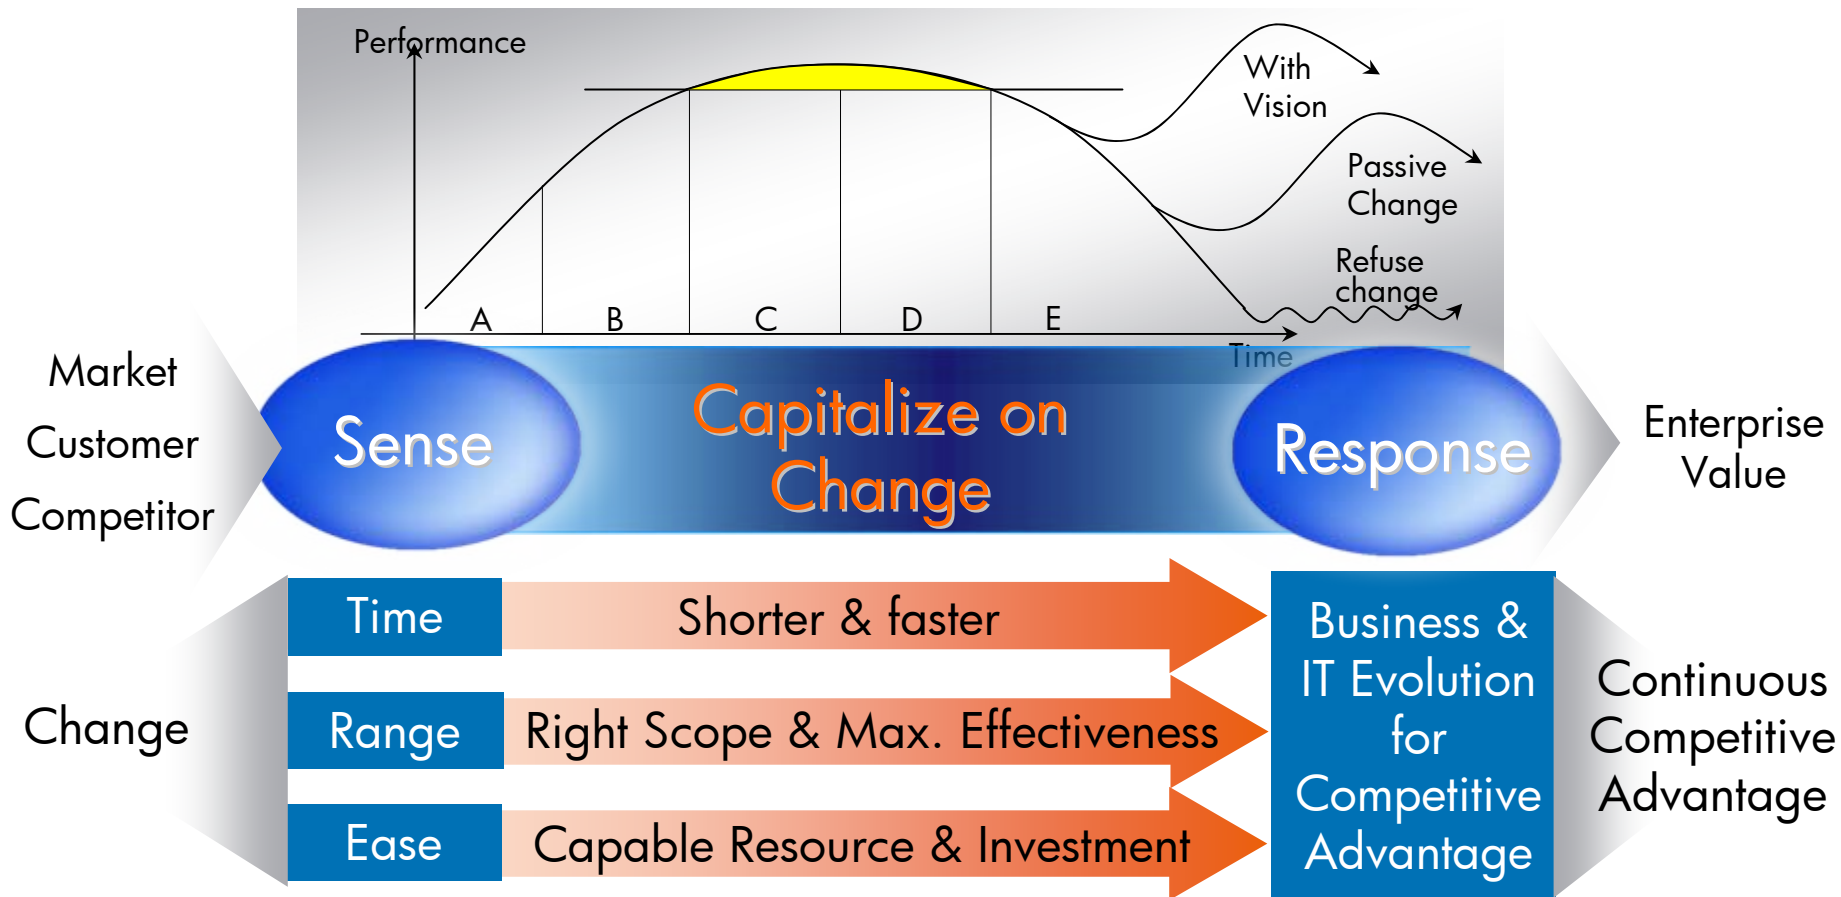 Performance
With
Vision
Passive
Change
Refuse
change
A B C D E
Time
Market
Customer
Competitor
Sense
Capitalize on
Change
Response
Enterprise
Value
Change
Time
Shorter & faster
Range
Right Scope & Max. Effectiveness
Ease
Capable Resource & Investment
Business &
IT Evolution
for
Competitive
Advantage
Continuous
Competitive
Advantage